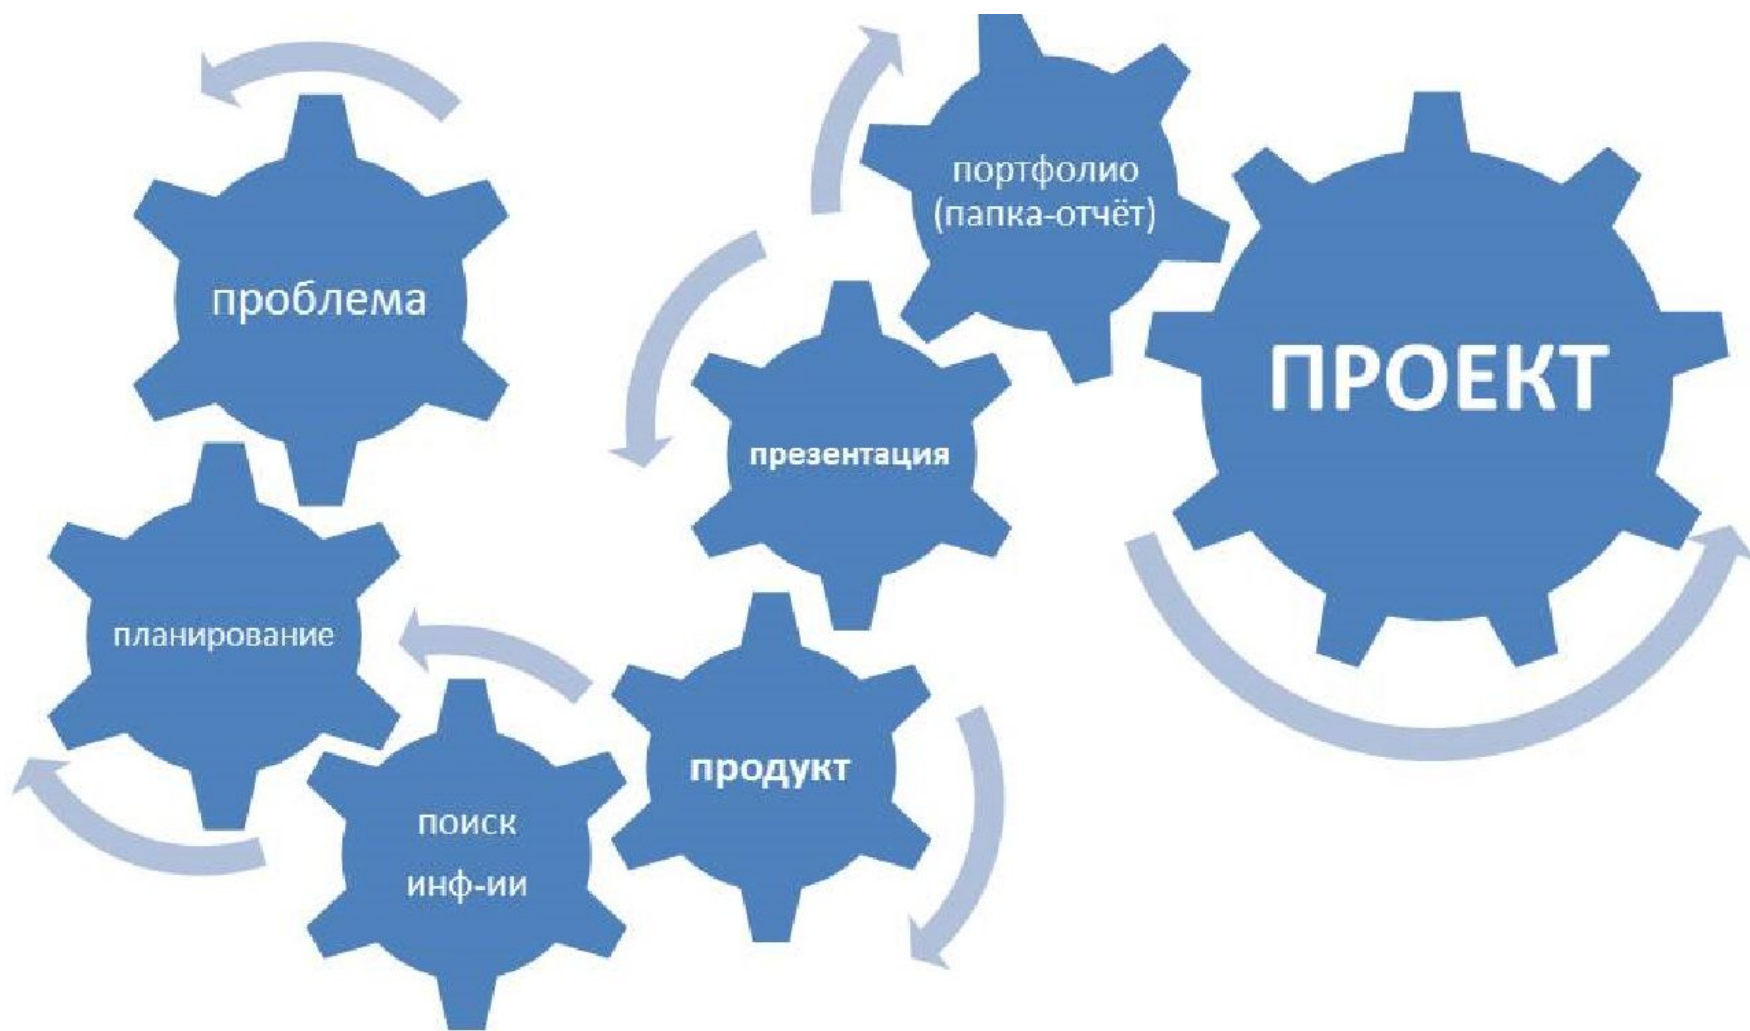 проблема
планирование
поиск
инф-ии
продукт
презентация
портфолио
(папка-отчёт)
ПРОЕКТ